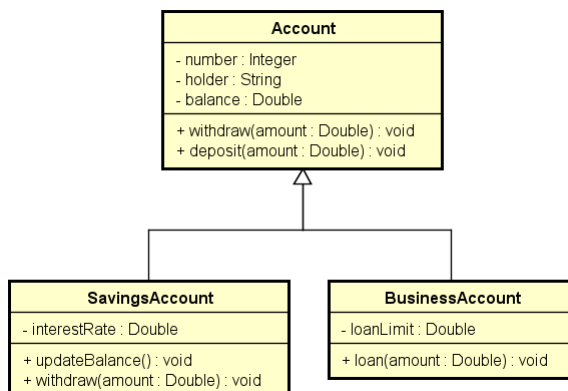 Account
- number : Integer
- holder : String
- balance : Double
+ withdraw(amount : Double) : void
+ deposit(amount : Double) : void
SavingsAccount
- interestRate : Double
+ updateBalance() : void
+ withdraw(amount : Double) : void
BusinessAccount
- loanLimit : Double
+ loan(amount : Double) : void